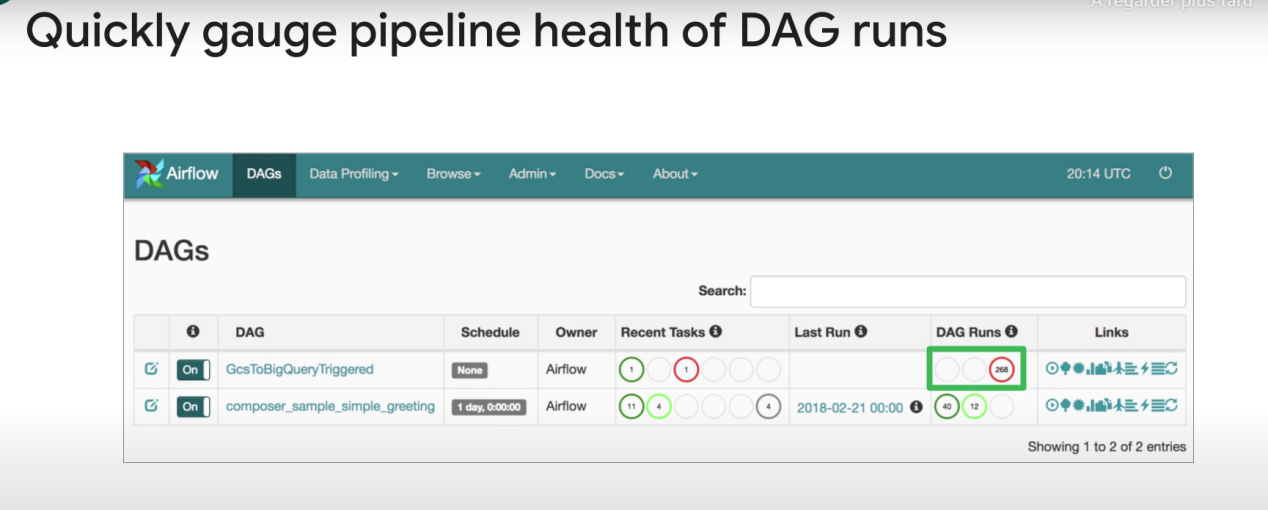 A regarder plus tard
Quickly gauge pipeline health of DAG runs
Airflow DAGs Data Profiling Browse Admin Docs About 20:14 UTC
DAGs
Search:
DAG Schedule Owner Recent Tasks Last Run DAG Runs Links
On GcsToBigQueryTriggered None Airflow 1 1 268
On composer_sample_simple_greeting 1 day, 0:00:00 Airflow 11 4 4 2018-02-21 00:00 40 12
Showing 1 to 2 of 2 entries